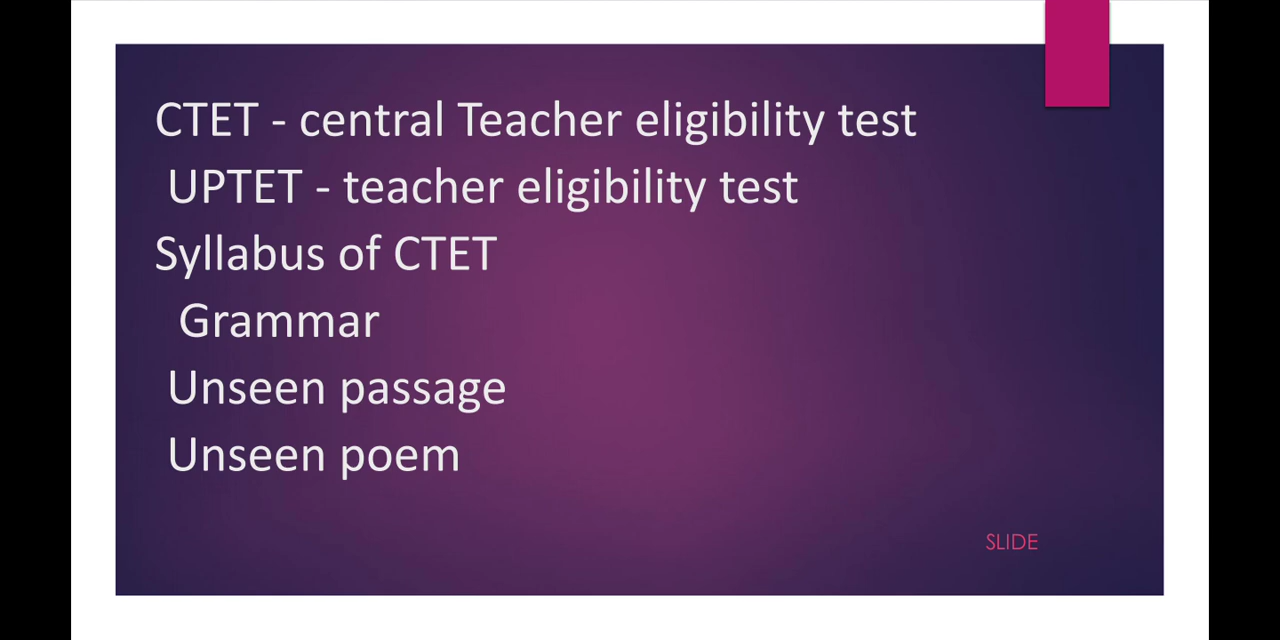 CTET - central Teacher eligibility test
UPTET - teacher eligibility test
Syllabus of CTET
Grammar
Unseen passage
Unseen poem
SLIDE